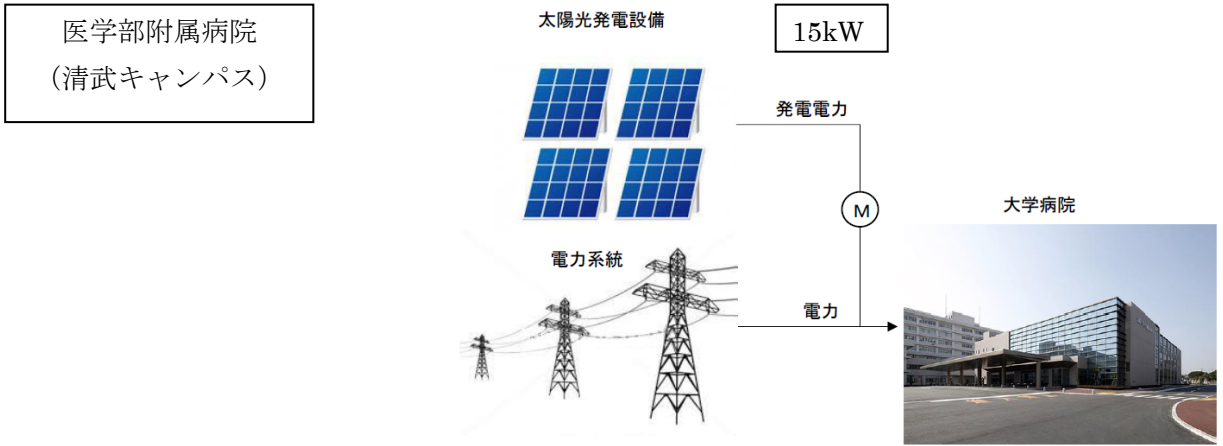 医学部附属病院
（清武キャンパス）
太陽光発電設備
15kW
発電電力
M
大学病院
電力系統
電力